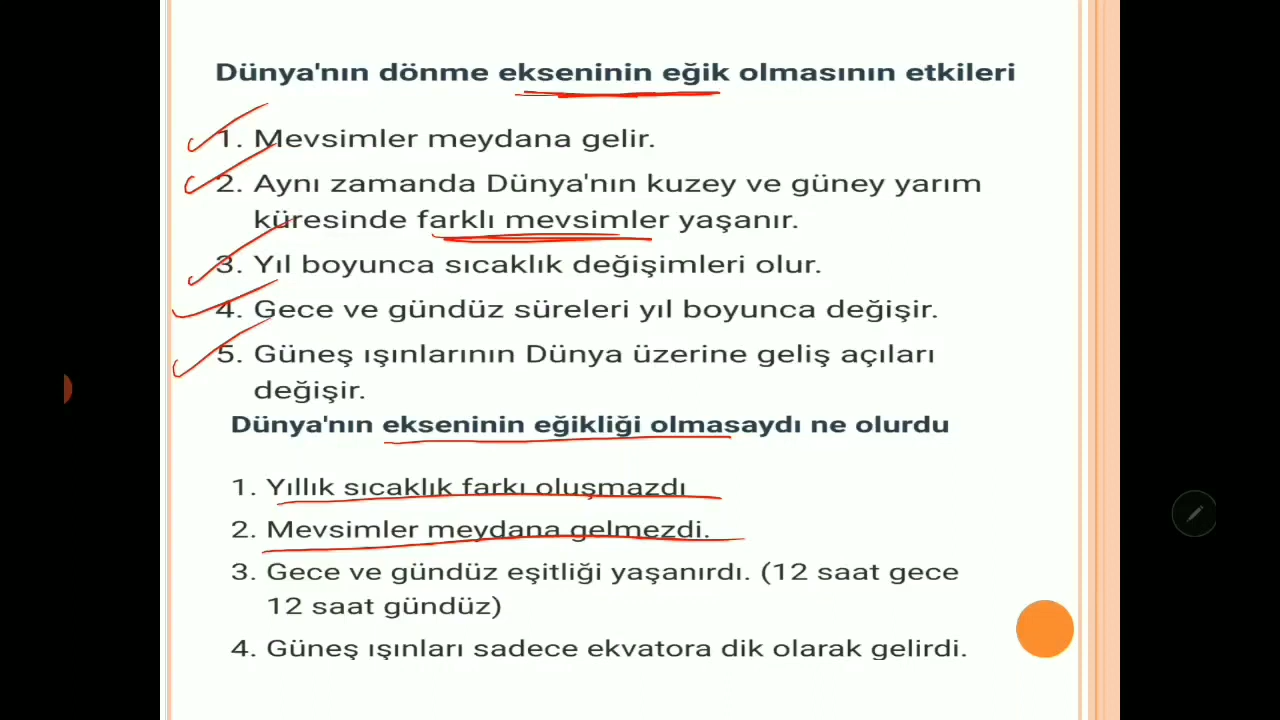 Dünya'nın dönme ekseninin eğik olmasının etkileri
1. Mevsimler meydana gelir.
2. Aynı zamanda Dünya'nın kuzey ve güney yarım
küresinde farklı mevsimler yaşanır.
3. Yıl boyunca sıcaklık değişimleri olur.
4. Gece ve gündüz süreleri yıl boyunca değişir.
5. Güneş ışınlarının Dünya üzerine geliş açıları
değişir.
Dünya'nın ekseninin eğikliği olmasaydı ne olurdu
1. Yıllık sıcaklık farkı oluşmazdı
2. Mevsimler meydana gelmezdi.
3. Gece ve gündüz eşitliği yaşanırdı. (12 saat gece
12 saat gündüz)
4. Güneş ışınları sadece ekvatora dik olarak gelirdi.